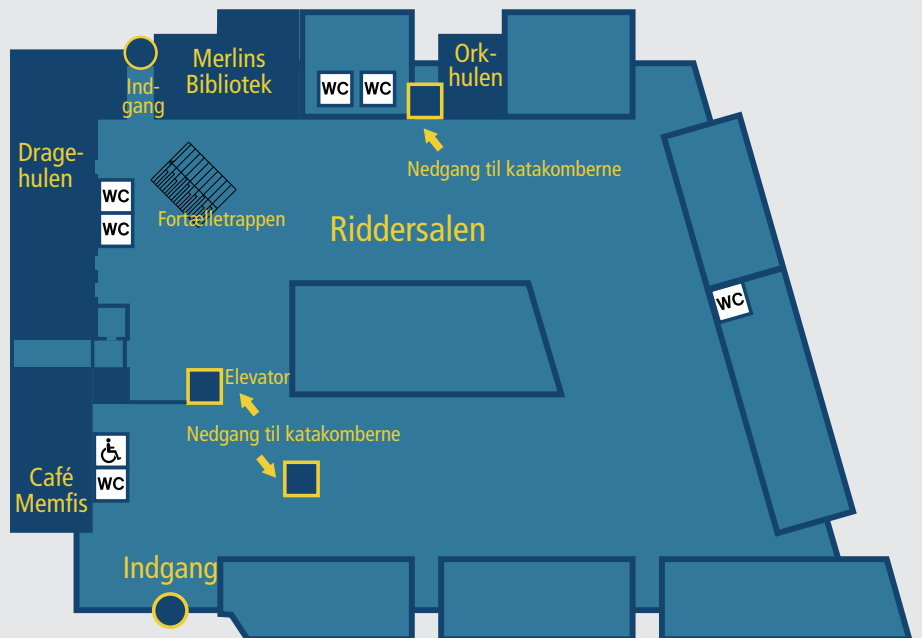 Merlins
Bibliotek
Ork-
hulen
Ind-
gang
WC
WC
Drage-
hulen
Nedgang til katakomberne
WC
WC
Fortælletrappen
Riddersalen
WC
Elevator
Nedgang til katakomberne
WC
Café
Memfis
Indgang